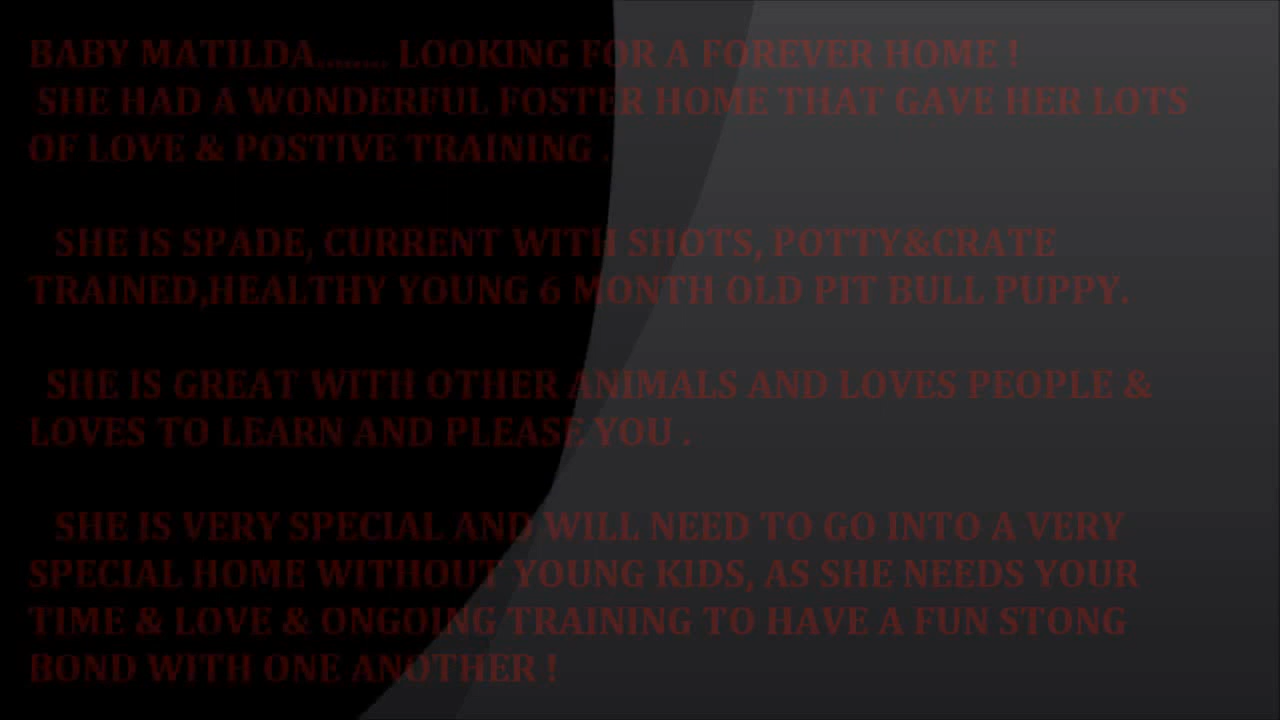 BABY MATILDA........ LOOKING FOR A FOREVER HOME !
SHE HAD A WONDERFUL FOSTER HOME THAT GAVE HER LOTS
OF LOVE & POSTIVE TRAINING .
SHE IS SPADE, CURRENT WITH SHOTS, POTTY&CRATE
TRAINED,HEALTHY YOUNG 6 MONTH OLD PIT BULL PUPPY.
SHE IS GREAT WITH OTHER ANIMALS AND LOVES PEOPLE &
LOVES TO LEARN AND PLEASE YOU .
SHE IS VERY SPECIAL AND WILL NEED TO GO INTO A VERY
SPECIAL HOME WITHOUT YOUNG KIDS, AS SHE NEEDS YOUR
TIME & LOVE & ONGOING TRAINING TO HAVE A FUN STONG
BOND WITH ONE ANOTHER !